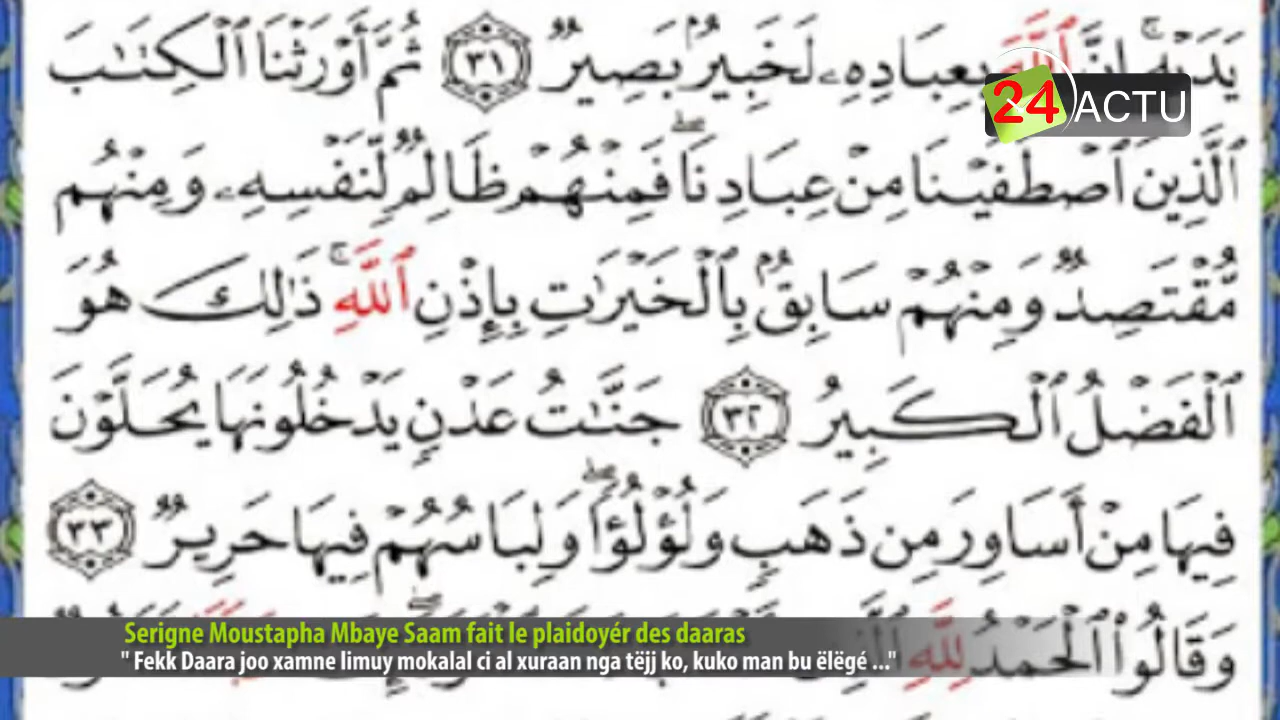 يَدَيْهِ ۚ إِنَّ ٱللَّهَ بِعِبَادِهِۦ لَخَبِيرٌۢ بَصِيرٌ ٣١ ثُمَّ أَوْرَثْنَا ٱلْكِتَٰبَ
24 ACTU
ٱلَّذِينَ ٱصْطَفَيْنَا مِنْ عِبَادِنَا ۖ فَمِنْهُمْ ظَالِمٌ لِّنَفْسِهِۦ وَمِنْهُم
مُّقْتَصِدٌ وَمِنْهُمْ سَابِقٌۢ بِٱلْخَيْرَٰتِ بِإِذْنِ ٱللَّهِ ۚ ذَٰلِكَ هُوَ
ٱلْفَضْلُ ٱلْكَبِيرُ ٣٢ جَنَّٰتُ عَدْنٍ يَدْخُلُونَهَا يُحَلَّوْنَ
فِيهَا مِنْ أَسَاوِرَ مِن ذَهَبٍ وَلُؤْلُؤًا ۖ وَلِبَاسُهُمْ فِيهَا حَرِيرٌ ٣٣
وَقَالُوا۟ ٱلْحَمْدُ لِلَّهِ
Serigne Moustapha Mbaye Saam fait le plaidoyér des daaras
" Fekk Daara joo xamne limuy mokalal ci al xuraan nga tëjj ko, kuko man bu ëlëgé ..."